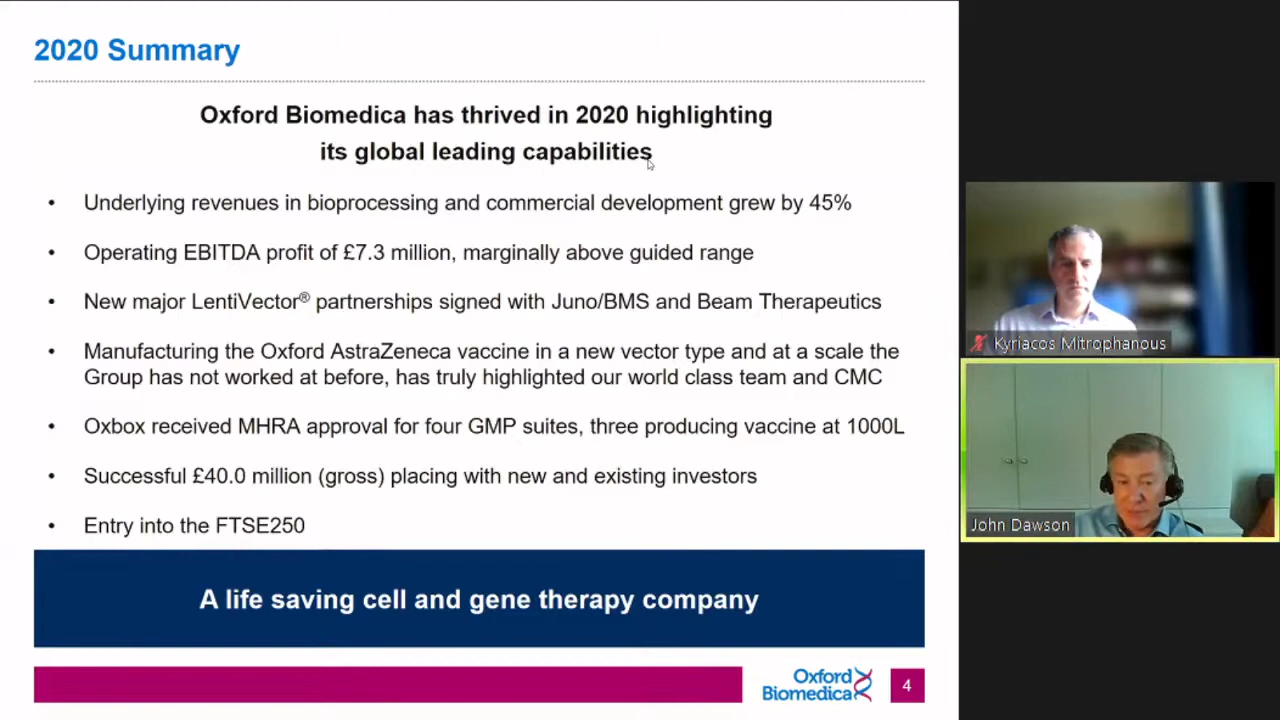 2020 Summary
Oxford Biomedica has thrived in 2020 highlighting
its global leading capabilities
• Underlying revenues in bioprocessing and commercial development grew by 45%
• Operating EBITDA profit of £7.3 million, marginally above guided range
• New major LentiVector® partnerships signed with Juno/BMS and Beam Therapeutics
• Manufacturing the Oxford AstraZeneca vaccine in a new vector type and at a scale the
Group has not worked at before, has truly highlighted our world class team and CMC
• Oxbox received MHRA approval for four GMP suites, three producing vaccine at 1000L
• Successful £40.0 million (gross) placing with new and existing investors
• Entry into the FTSE250
A life saving cell and gene therapy company
Oxford
Biomedica
4
Kyriacos Mitrophanous
John Dawson